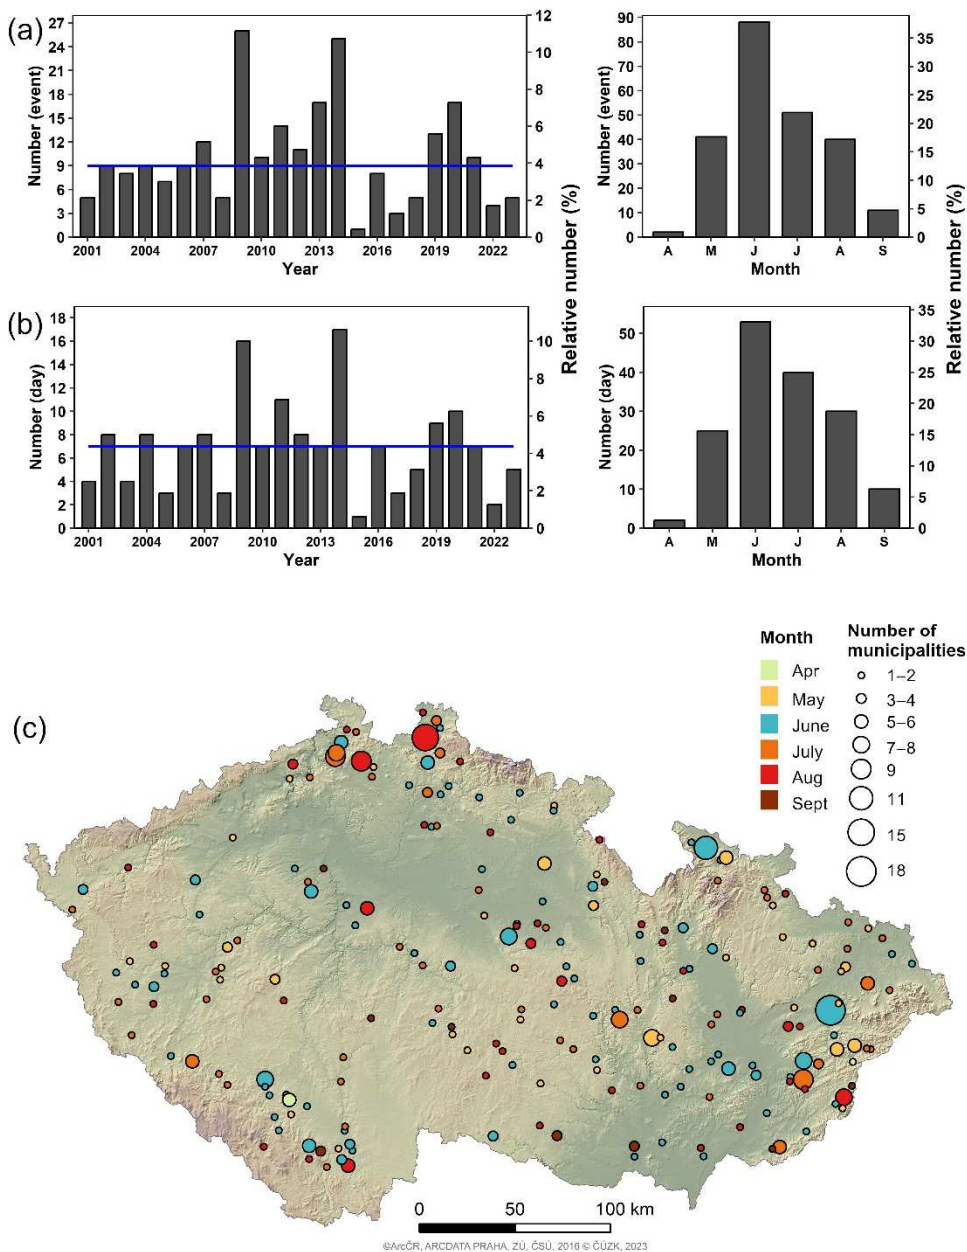 (a)
Number (event)
27
24
21
18
15
12
9
6
3
0
12
10
8
6
4
2
0
2001 2004 2007 2010 2013 2016 2019 2022
Year
Relative number (%)
Number (event)
90
80
70
60
50
40
30
20
10
0
35
30
25
20
15
10
5
0
A M J J A S
Month
Relative number (%)
(b)
Number (day)
18
16
14
12
10
8
6
4
2
0
10
8
6
4
2
0
2001 2004 2007 2010 2013 2016 2019 2022
Year
Number (day)
50
40
30
20
10
0
35
30
25
20
15
10
5
0
A M J J A S
Month
(c)
Month
Apr
May
June
July
Aug
Sept
Number of
municipalities
1–2
3–4
5–6
7–8
9
11
15
18
0 50 100 km
©ArcČR, ARCDATA PRAHA, ZÚ, ČSÚ, 2016 © ČÚZK, 2023